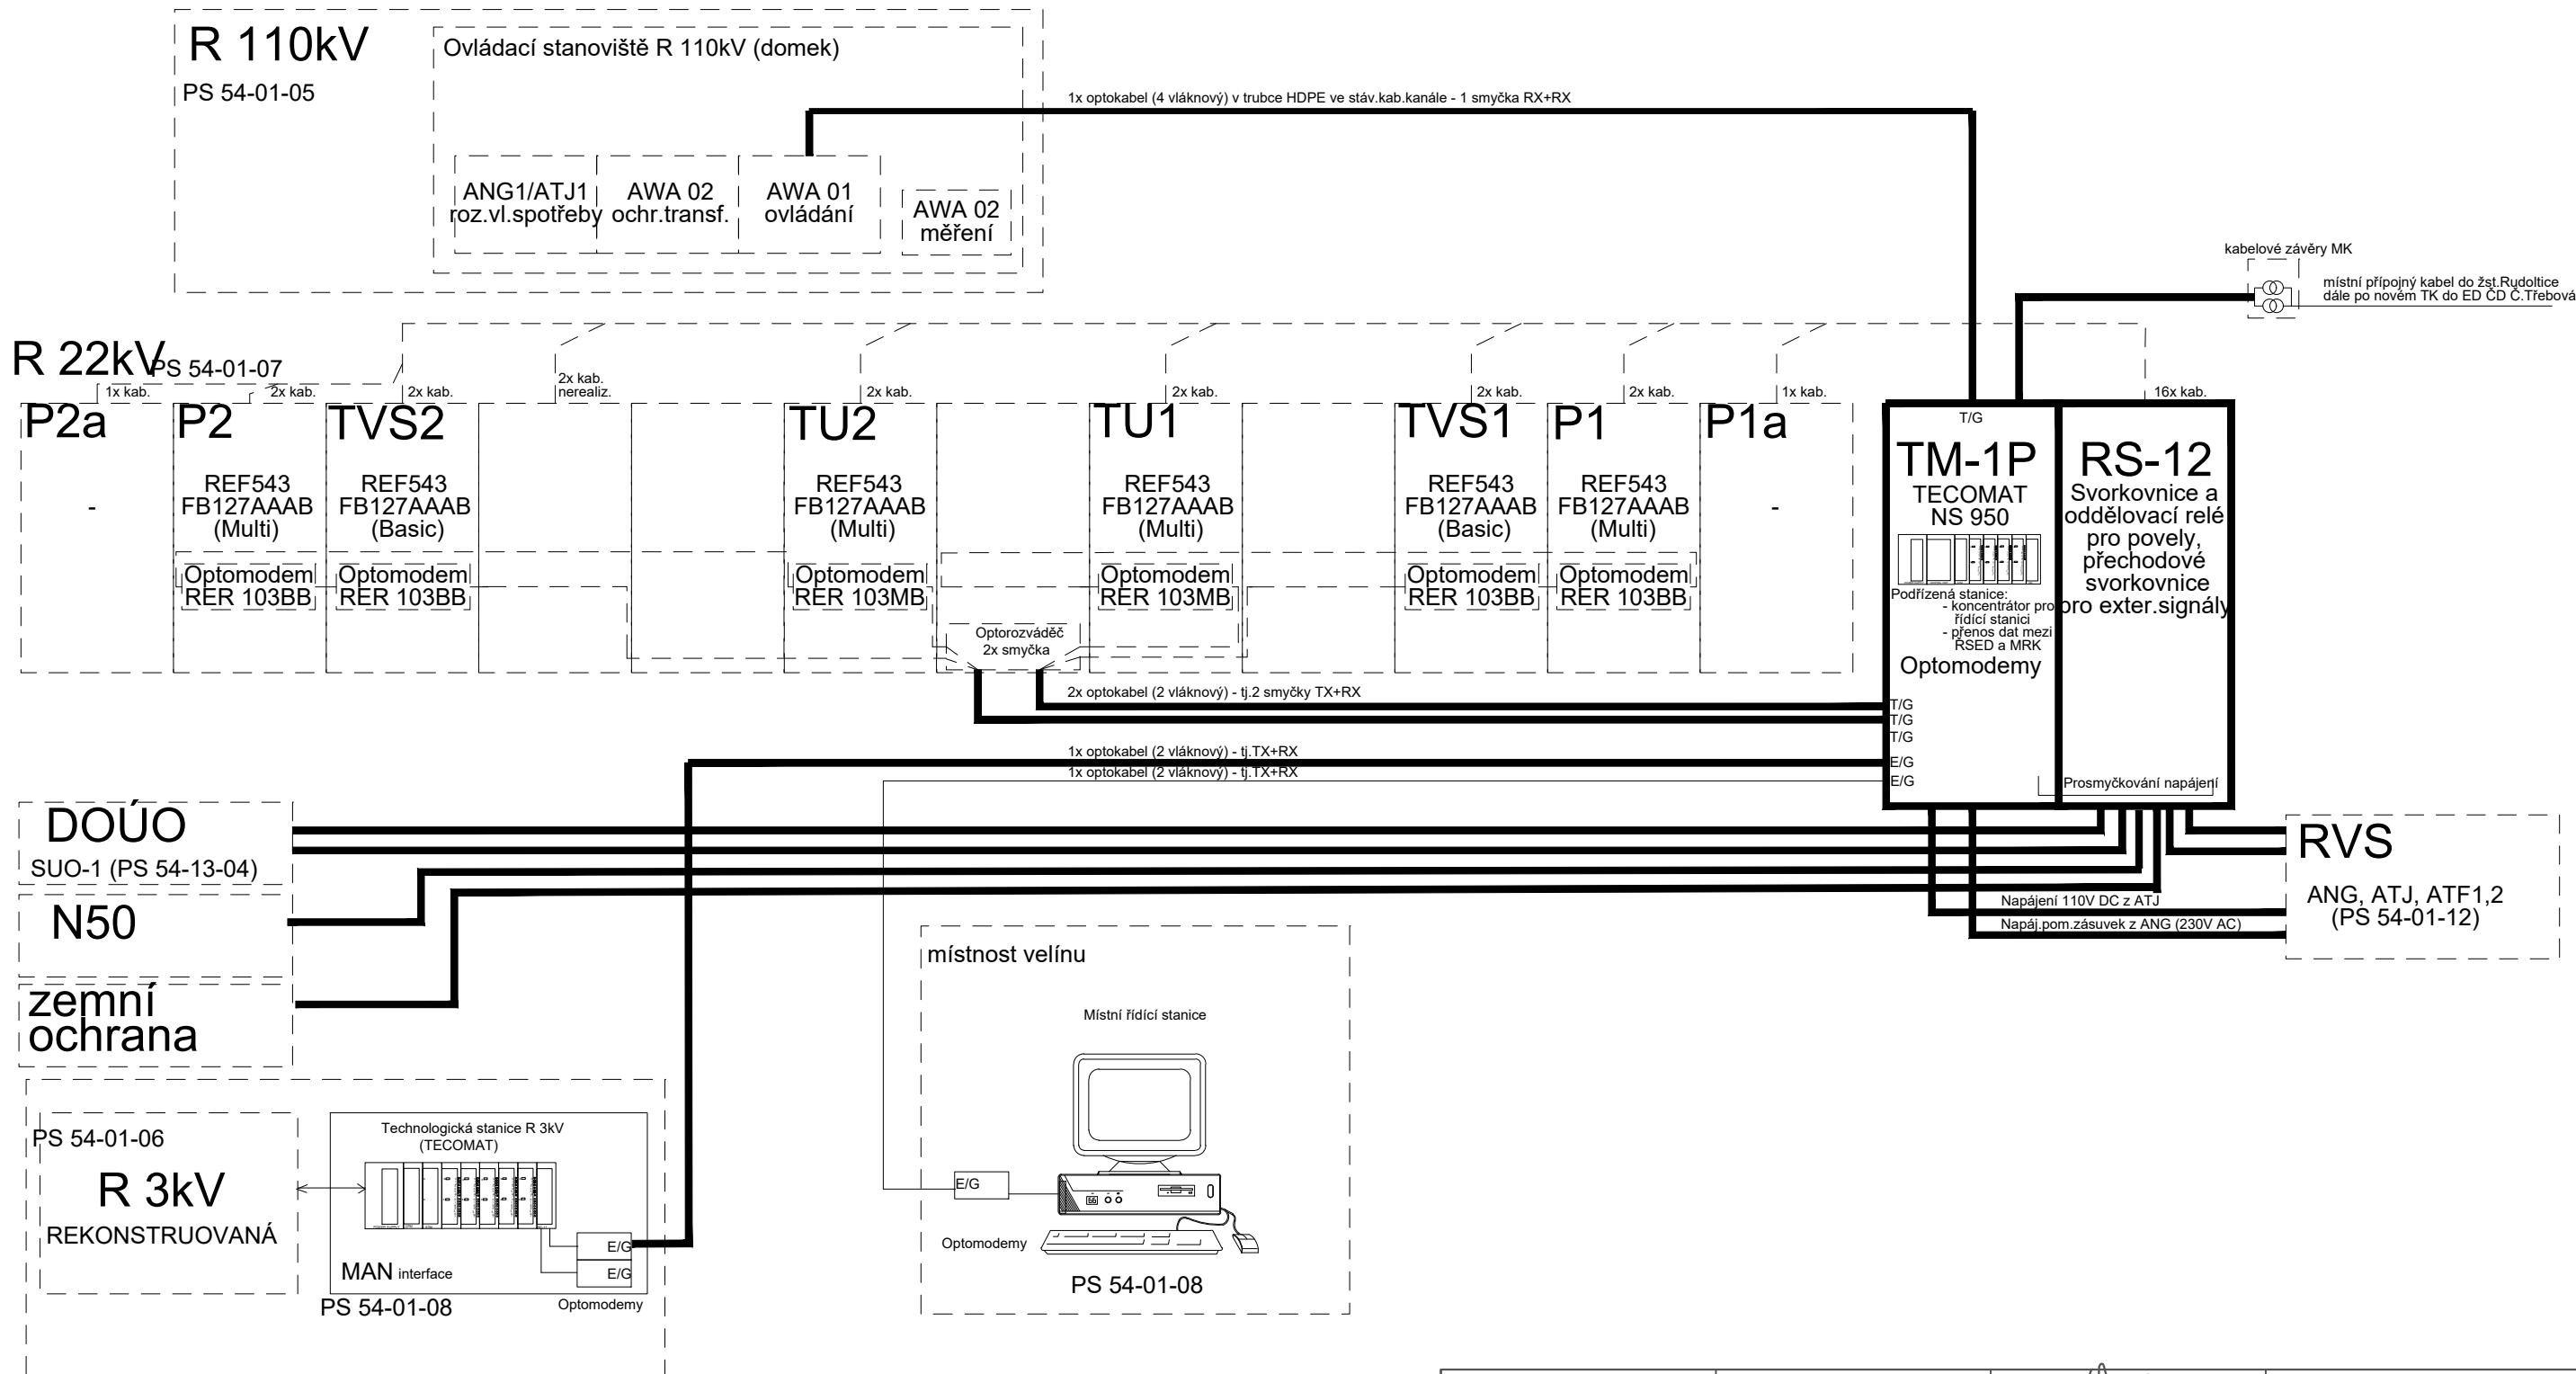 R 110kV
PS 54-01-05
Ovládací stanoviště R 110kV (domek)
1x optokabel (4 vláknový) v trubce HDPE ve stáv.kab.kanále - 1 smyčka RX+RX
ANG1/ATJ1
roz.vl.spotřeby
AWA 02
ochr.transf.
AWA 01
ovládání
AWA 02
měření
kabelové závěry MK
místní přípojný kabel do žst.Rudoltice
dále po novém TK do ED ČD Č.Třebová
R 22kV
PS 54-01-07
1x kab.
2x kab.
2x kab.
2x kab.
nerealiz.
2x kab.
2x kab.
2x kab.
2x kab.
1x kab.
16x kab.
P2a
-
P2
REF543
FB127AAAB
(Multi)
Optomodem
RER 103BB
TVS2
REF543
FB127AAAB
(Basic)
Optomodem
RER 103BB
TU2
REF543
FB127AAAB
(Multi)
Optomodem
RER 103MB
Optorozváděč
2x smyčka
TU1
REF543
FB127AAAB
(Multi)
Optomodem
RER 103MB
TVS1
REF543
FB127AAAB
(Basic)
Optomodem
RER 103BB
P1
REF543
FB127AAAB
(Multi)
Optomodem
RER 103BB
P1a
-
T/G
TM-1P
TECOMAT
NS 950
Podřízená stanice:
- koncentrátor pro
řídící stanici
- přenos dat mezi
ŘSED a MRK
Optomodemy
T/G
T/G
T/G
E/G
E/G
RS-12
Svorkovnice a
oddělovací relé
pro povely,
přechodové
svorkovnice
pro exter.signály
Prosmyčkování napájení
2x optokabel (2 vláknový) - tj.2 smyčky TX+RX
1x optokabel (2 vláknový) - tj.TX+RX
1x optokabel (2 vláknový) - tj.TX+RX
DOÚO
SUO-1 (PS 54-13-04)
N50
zemní
ochrana
RVS
ANG, ATJ, ATF1,2
(PS 54-01-12)
Napájení 110V DC z ATJ
Napáj.pom.zásuvek z ANG (230V AC)
místnost velínu
Místní řídící stanice
E/G
66
Optomodemy
PS 54-01-08
PS 54-01-06
R 3kV
REKONSTRUOVANÁ
Technologická stanice R 3kV
(TECOMAT)
E/G
E/G
MAN interface
PS 54-01-08
Optomodemy